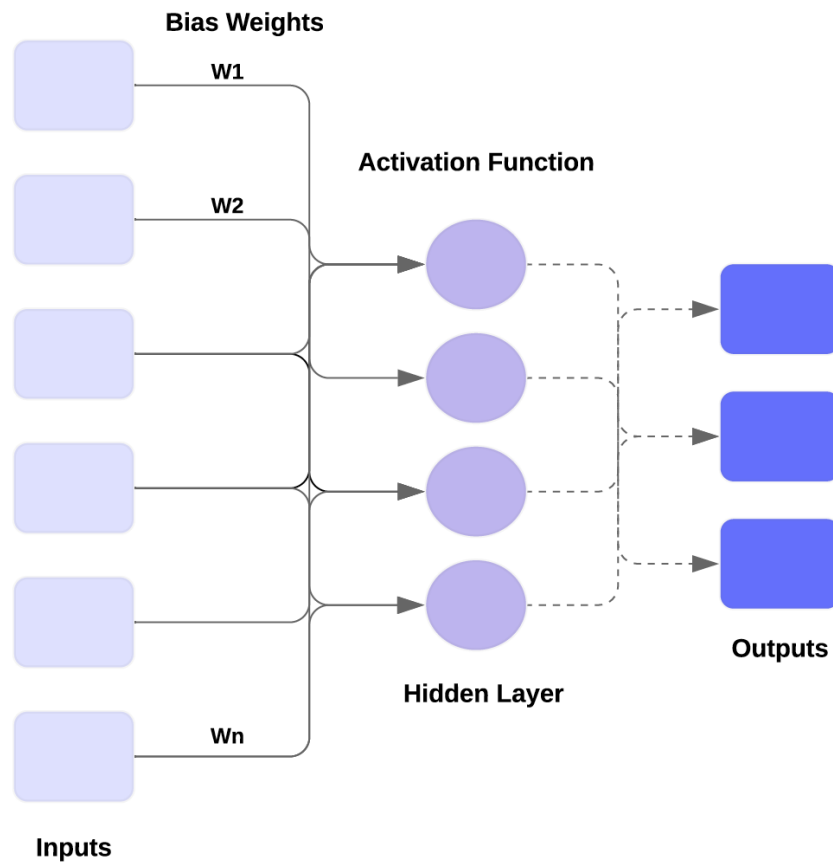 Bias Weights
W1
Activation Function
W2
Outputs
Hidden Layer
Wn
Inputs